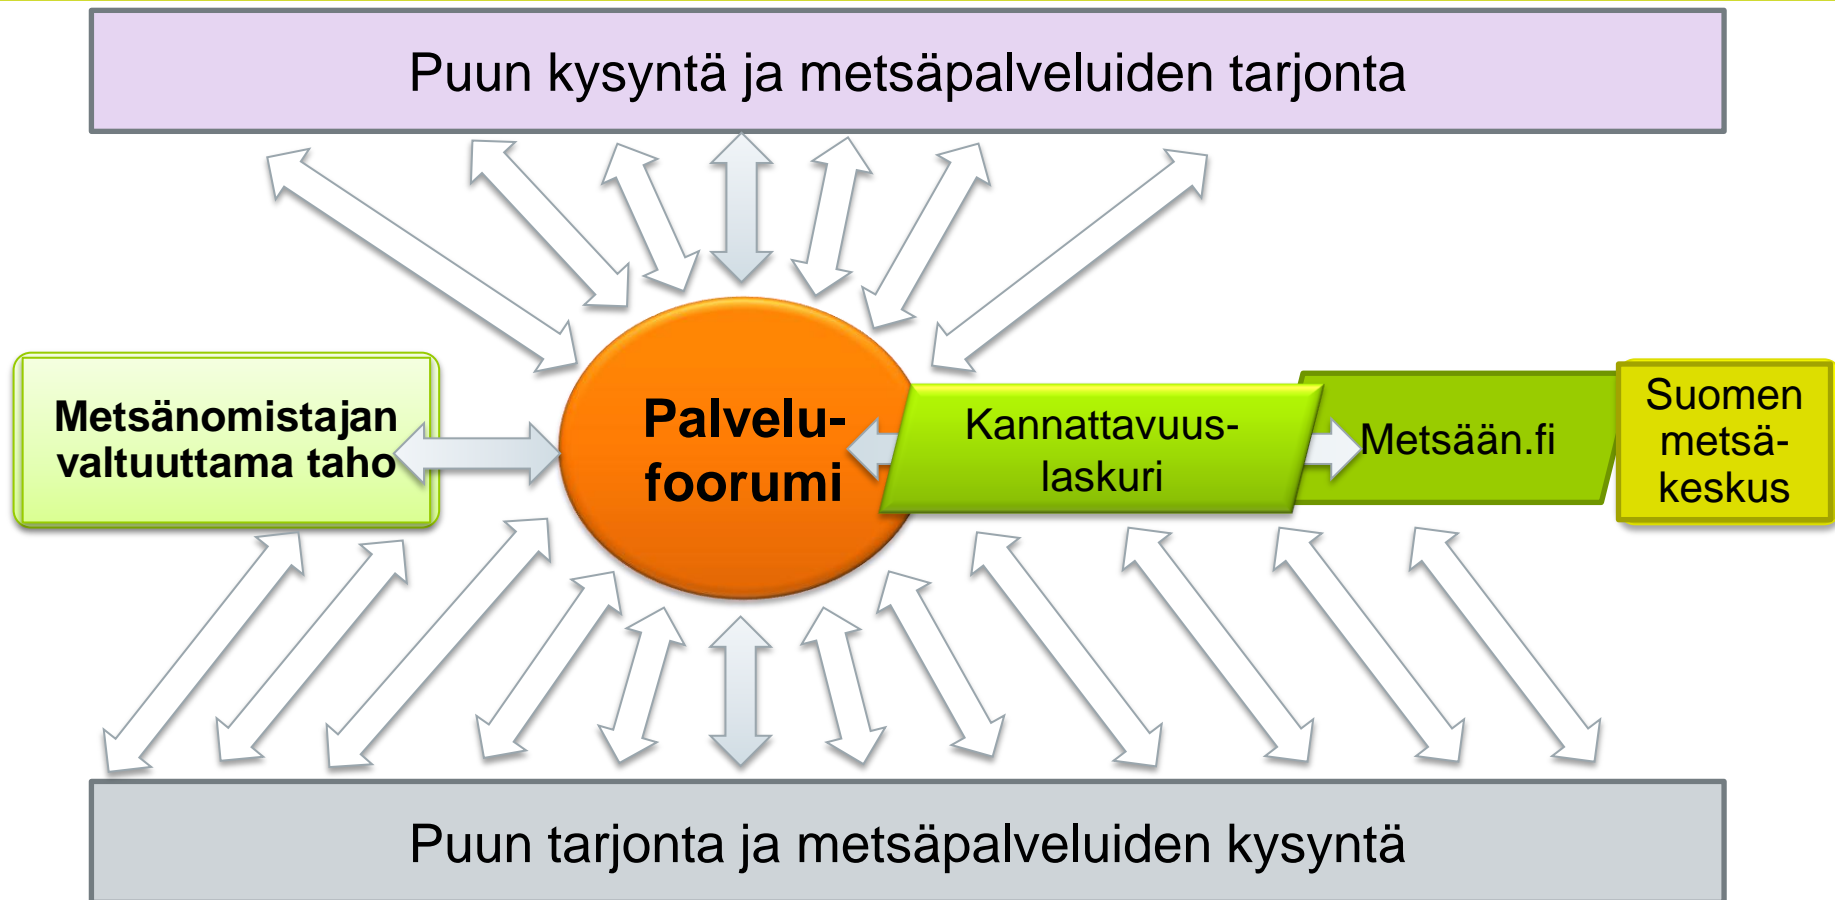 Puun kysyntä ja metsäpalveluiden tarjonta
Metsänomistajan
valtuuttama taho
Palvelu-
foorumi
Kannattavuus-
laskuri
Metsään.fi
Suomen
metsä-
keskus
Puun tarjonta ja metsäpalveluiden kysyntä